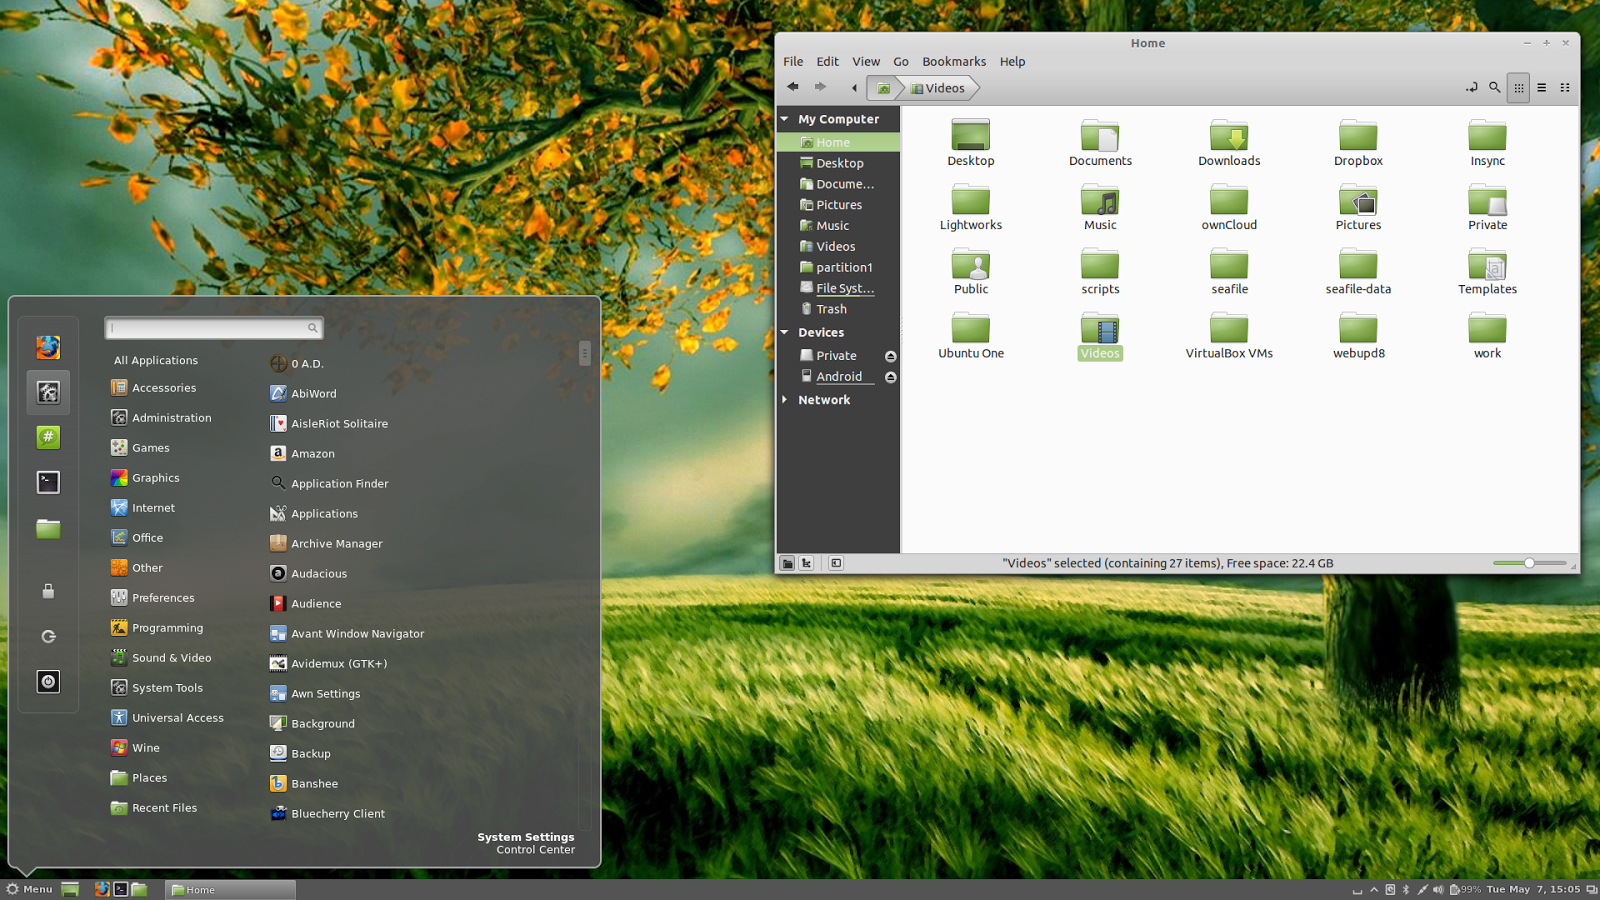 Home
File Edit View Go Bookmarks Help
Videos
My Computer
Home
Desktop
Docume...
Pictures
Music
Videos
partition1
File Syst...
Trash
Devices
Private
Android
Network
Desktop Documents Downloads Dropbox Insync
Lightworks Music ownCloud Pictures Private
Public scripts seafile seafile-data Templates
Ubuntu One Videos VirtualBox VMs webupd8 work
"Videos" selected (containing 27 items), Free space: 22.4 GB
All Applications
Accessories
Administration
Games
Graphics
Internet
Office
Other
Preferences
Programming
Sound & Video
System Tools
Universal Access
Wine
Places
Recent Files
0 A.D.
AbiWord
AisleRiot Solitaire
Amazon
Application Finder
Applications
Archive Manager
Audacious
Audience
Avant Window Navigator
Avidemux (GTK+)
Awn Settings
Background
Backup
Banshee
Bluecherry Client
System Settings
Control Center
Menu Home 99% Tue May 7, 15:05